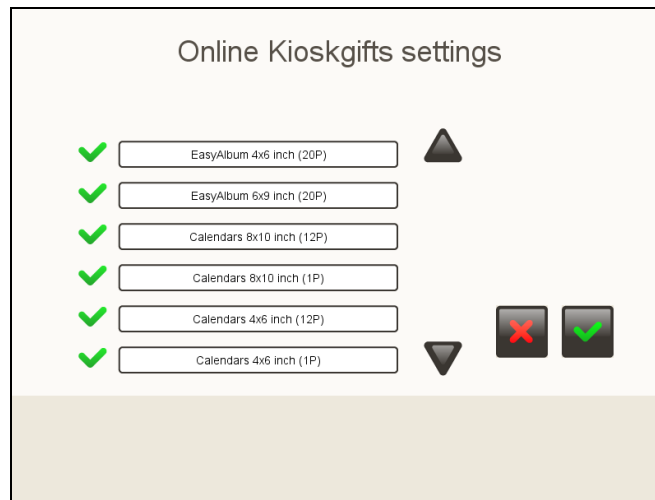 Online Kioskgifts settings
EasyAlbum 4x6 inch (20P)
EasyAlbum 6x9 inch (20P)
Calendars 8x10 inch (12P)
Calendars 8x10 inch (1P)
Calendars 4x6 inch (12P)
Calendars 4x6 inch (1P)